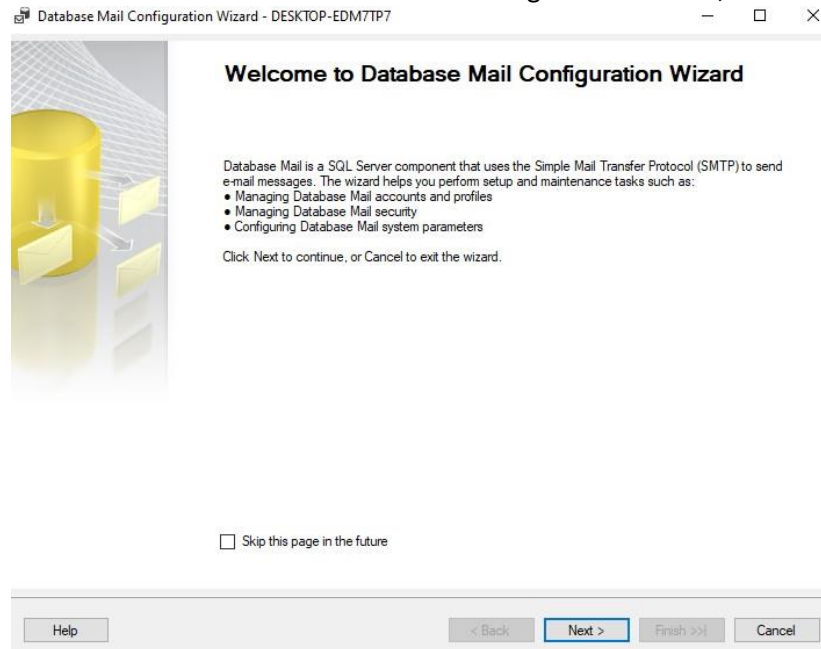 Database Mail Configuration Wizard - DESKTOP-EDM7TP7
Welcome to Database Mail Configuration Wizard
Database Mail is a SQL Server component that uses the Simple Mail Transfer Protocol (SMTP) to send
e-mail messages. The wizard helps you perform setup and maintenance tasks such as:
● Managing Database Mail accounts and profiles
● Managing Database Mail security
● Configuring Database Mail system parameters
Click Next to continue, or Cancel to exit the wizard.
Skip this page in the future
Help < Back Next > Finish >>| Cancel